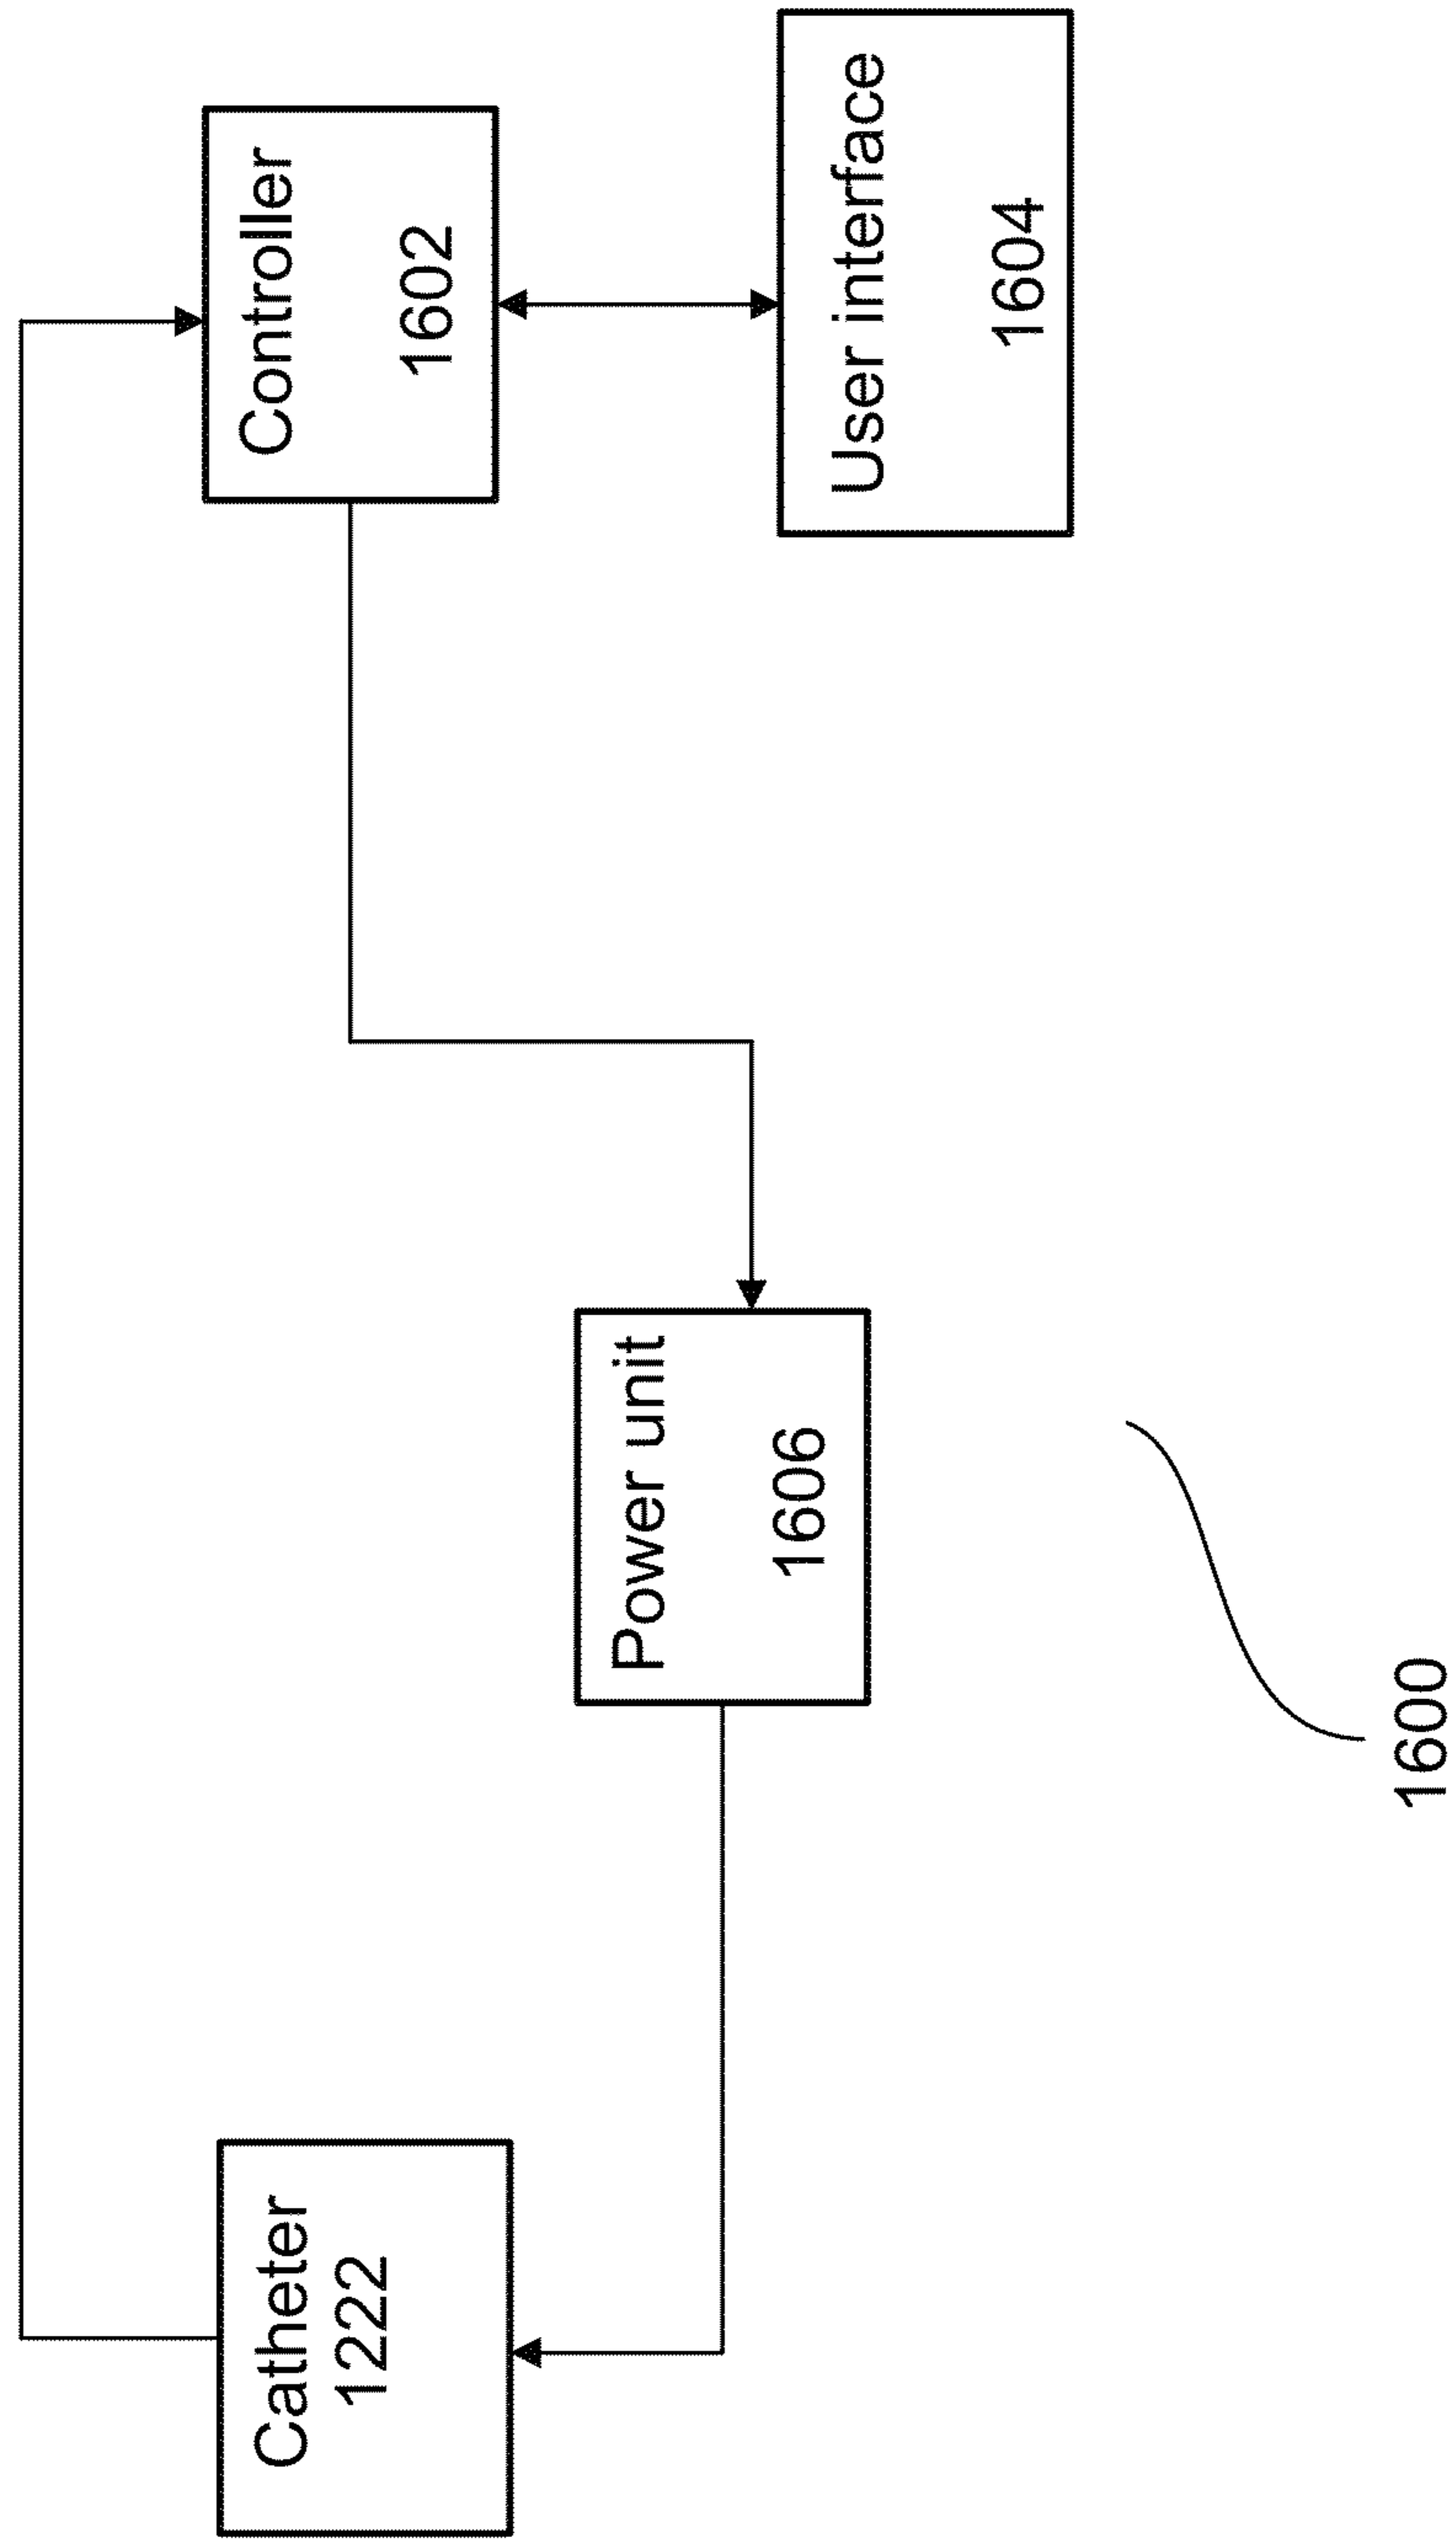 Catheter
1222
Controller
1602
Power unit
1606
User interface
1604
1600